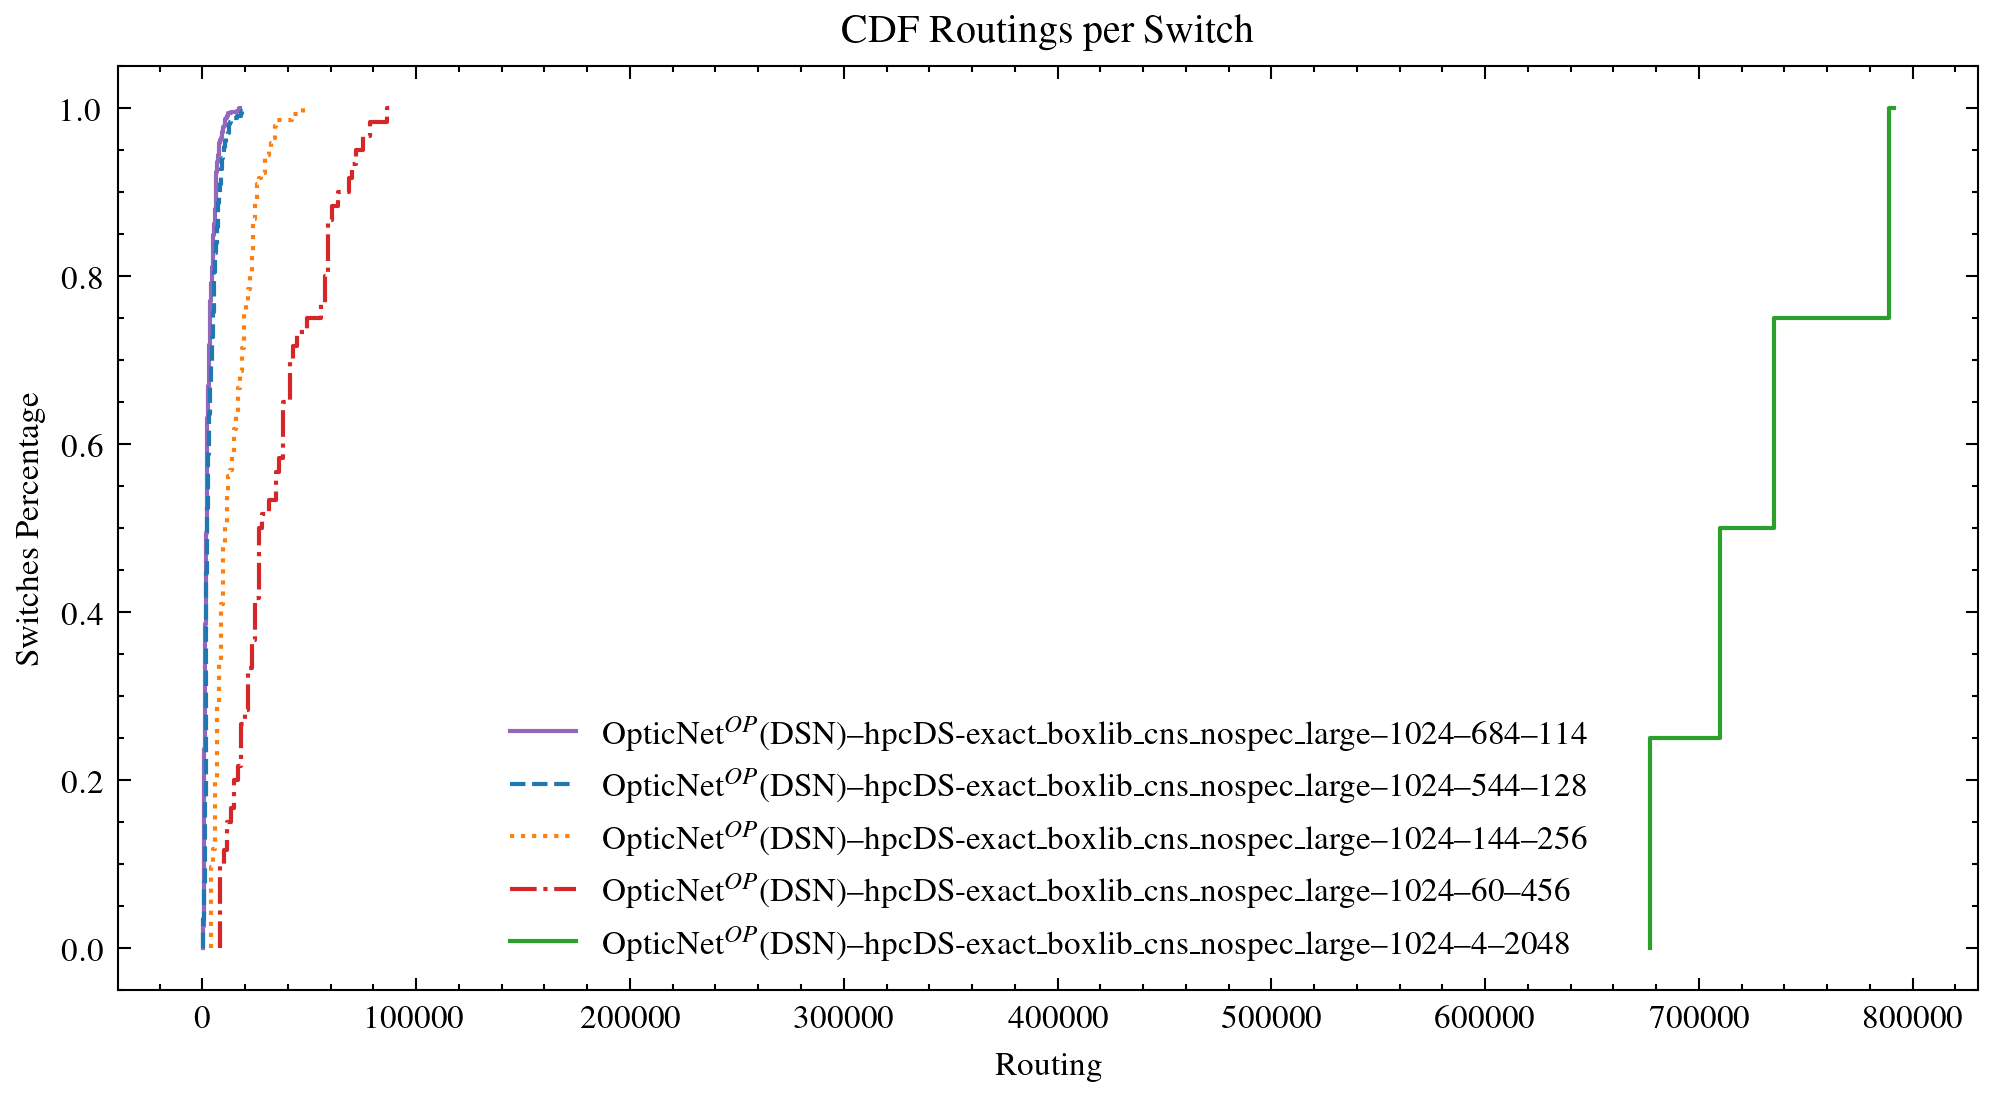 CDF Routings per Switch
1.0
0.8
0.6
0.4
0.2
0.0
Switches Percentage
OpticNet^OP(DSN)–hpcDS-exact_boxlib_cns_nospec_large–1024–684–114
OpticNet^OP(DSN)–hpcDS-exact_boxlib_cns_nospec_large–1024–544–128
OpticNet^OP(DSN)–hpcDS-exact_boxlib_cns_nospec_large–1024–144–256
OpticNet^OP(DSN)–hpcDS-exact_boxlib_cns_nospec_large–1024–60–456
OpticNet^OP(DSN)–hpcDS-exact_boxlib_cns_nospec_large–1024–4–2048
0 100000 200000 300000 400000 500000 600000 700000 800000
Routing